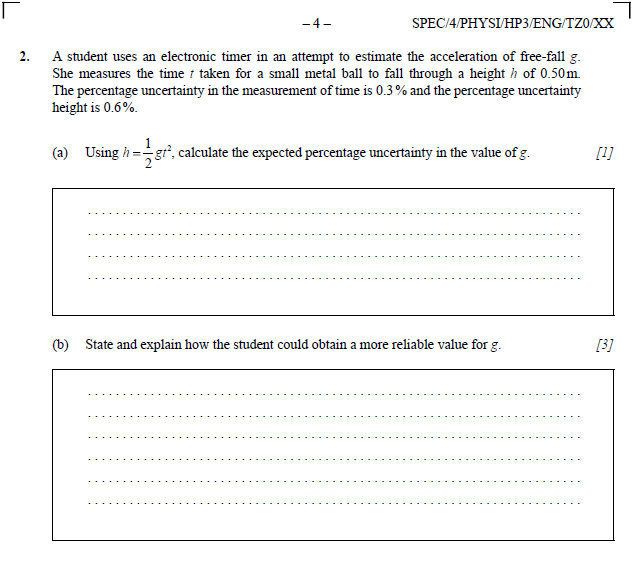 – 4 –
SPEC/4/PHYSI/HP3/ENG/TZ0/XX
2. A student uses an electronic timer in an attempt to estimate the acceleration of free-fall g.
She measures the time t taken for a small metal ball to fall through a height h of 0.50m.
The percentage uncertainty in the measurement of time is 0.3% and the percentage uncertainty
height is 0.6%.
(a) Using h = 1/2 gt², calculate the expected percentage uncertainty in the value of g. [1]
(b) State and explain how the student could obtain a more reliable value for g. [3]